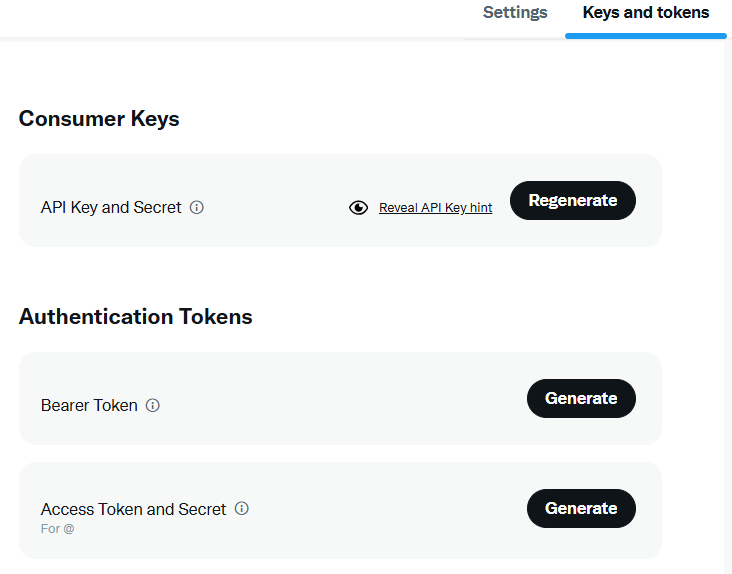 Settings
Keys and tokens
Consumer Keys
API Key and Secret
Reveal API Key hint
Regenerate
Authentication Tokens
Bearer Token
Generate
Access Token and Secret
For @
Generate